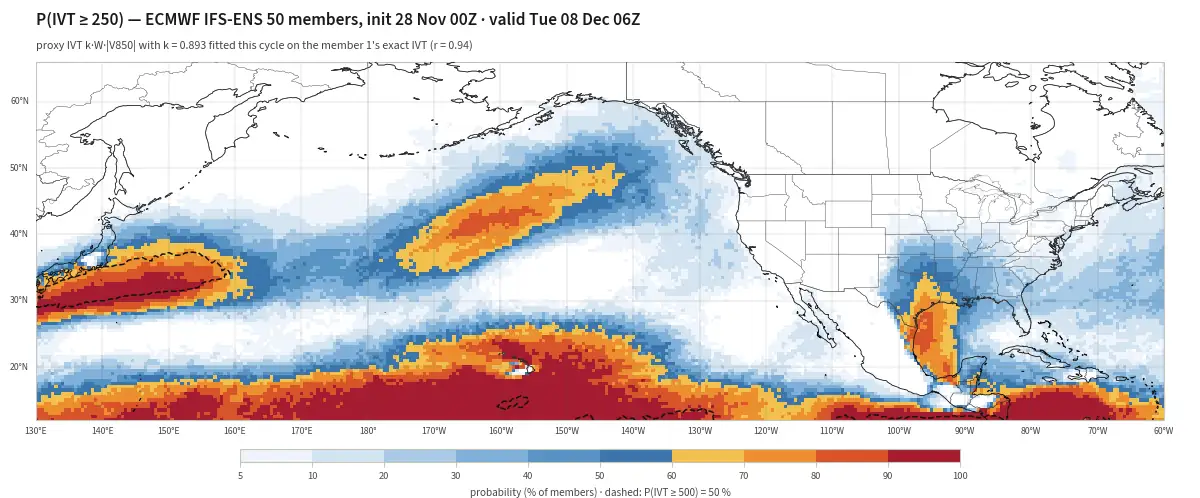 P(IVT ≥ 250) — ECMWF IFS-ENS 50 members, init 28 Nov 00Z · valid Tue 08 Dec 06Z
proxy IVT k·W·|V850| with k = 0.893 fitted this cycle on the member 1's exact IVT (r = 0.94)
60°N
50°N
40°N
30°N
20°N
130°E 140°E 150°E 160°E 170°E 180° 170°W 160°W 150°W 140°W 130°W 120°W 110°W 100°W 90°W 80°W 70°W 60°W
5 10 20 30 40 50 60 70 80 90 100
probability (% of members) · dashed: P(IVT ≥ 500) = 50 %